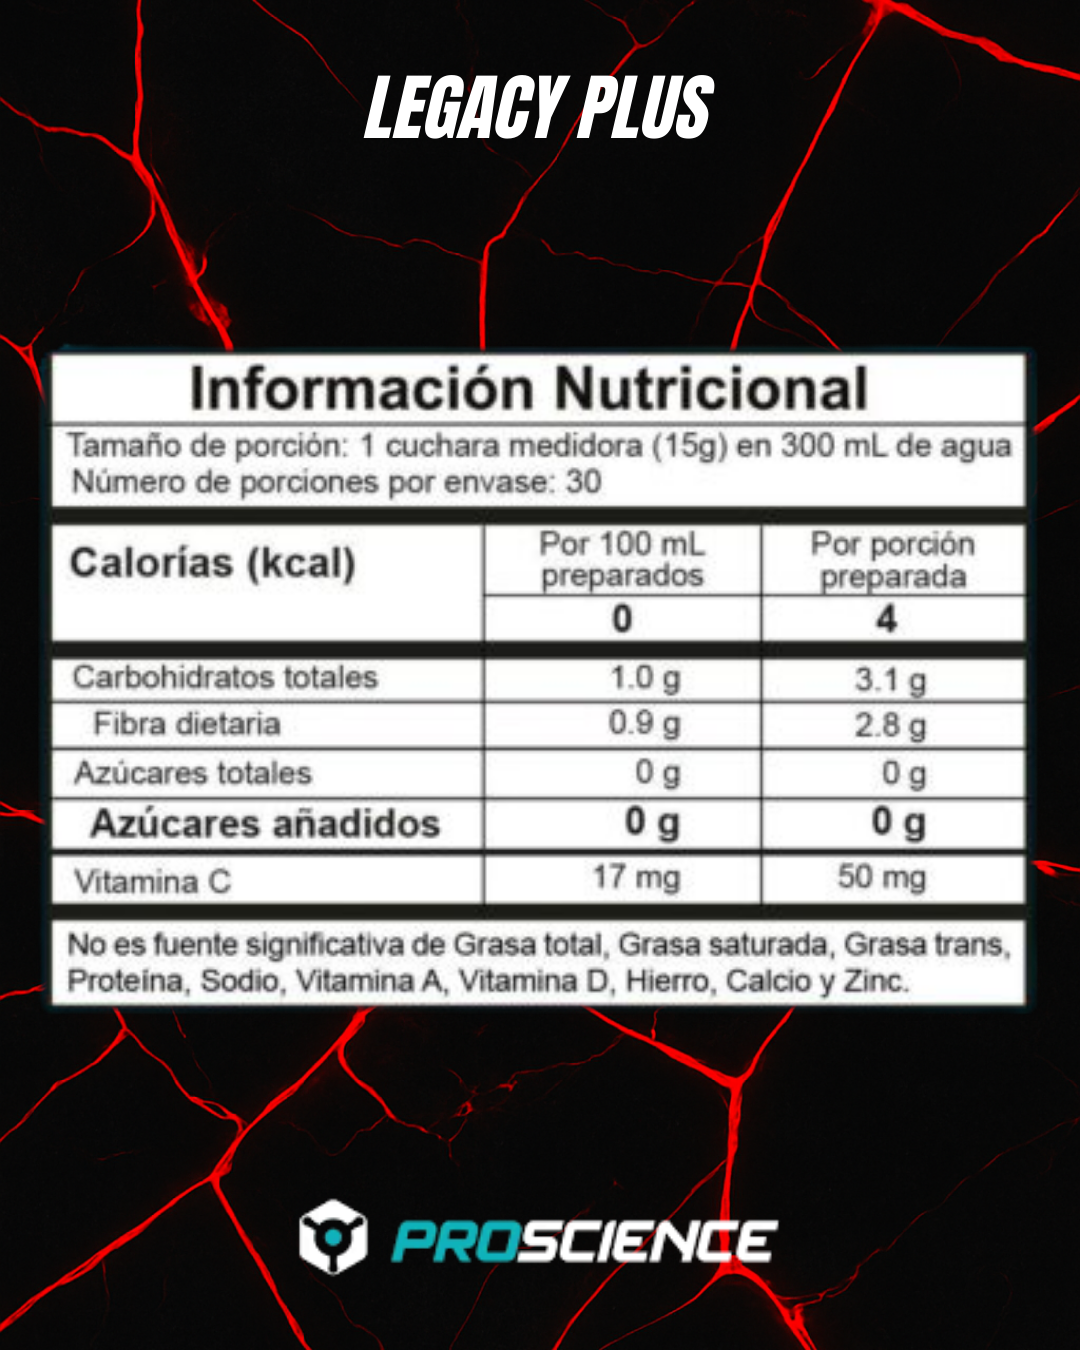 LEGACY PLUS
Información Nutricional
Tamaño de porción: 1 cuchara medidora (15g) en 300 mL de agua
Número de porciones por envase: 30
Calorías (kcal)
Por 100 mL preparados
Por porción preparada
0
4
Carbohidratos totales 1.0 g 3.1 g
Fibra dietaria 0.9 g 2.8 g
Azúcares totales 0 g 0 g
Azúcares añadidos 0 g 0 g
Vitamina C 17 mg 50 mg
No es fuente significativa de Grasa total, Grasa saturada, Grasa trans,
Proteína, Sodio, Vitamina A, Vitamina D, Hierro, Calcio y Zinc.
PROSCIENCE